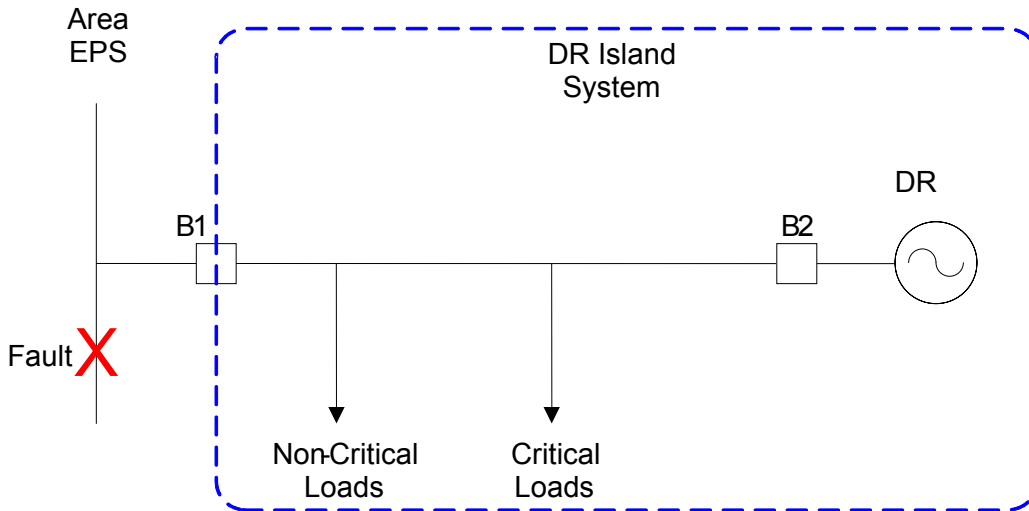 Area
EPS
DR Island
System
DR
B1
B2
Fault
X
Non-Critical
Loads
Critical
Loads